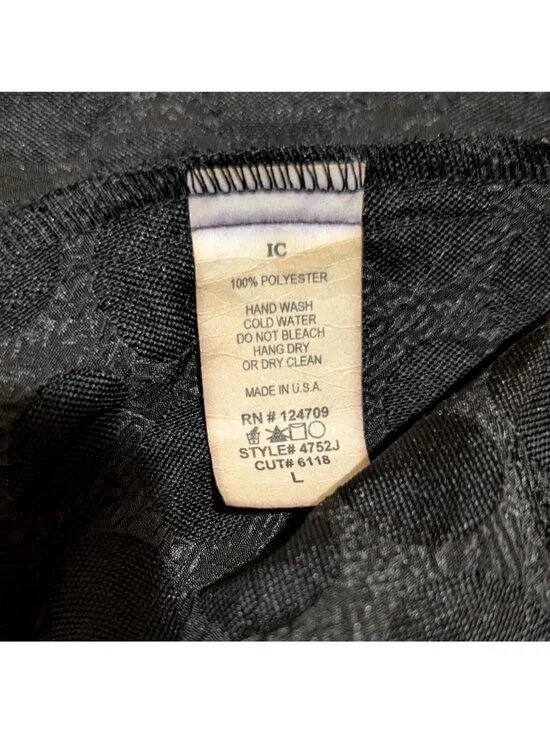 IC
100% POLYESTER
HAND WASH
COLD WATER
DO NOT BLEACH
HANG DRY
OR DRY CLEAN
MADE IN U.S.A.
RN # 124709
STYLE# 4752J
CUT# 6118
L